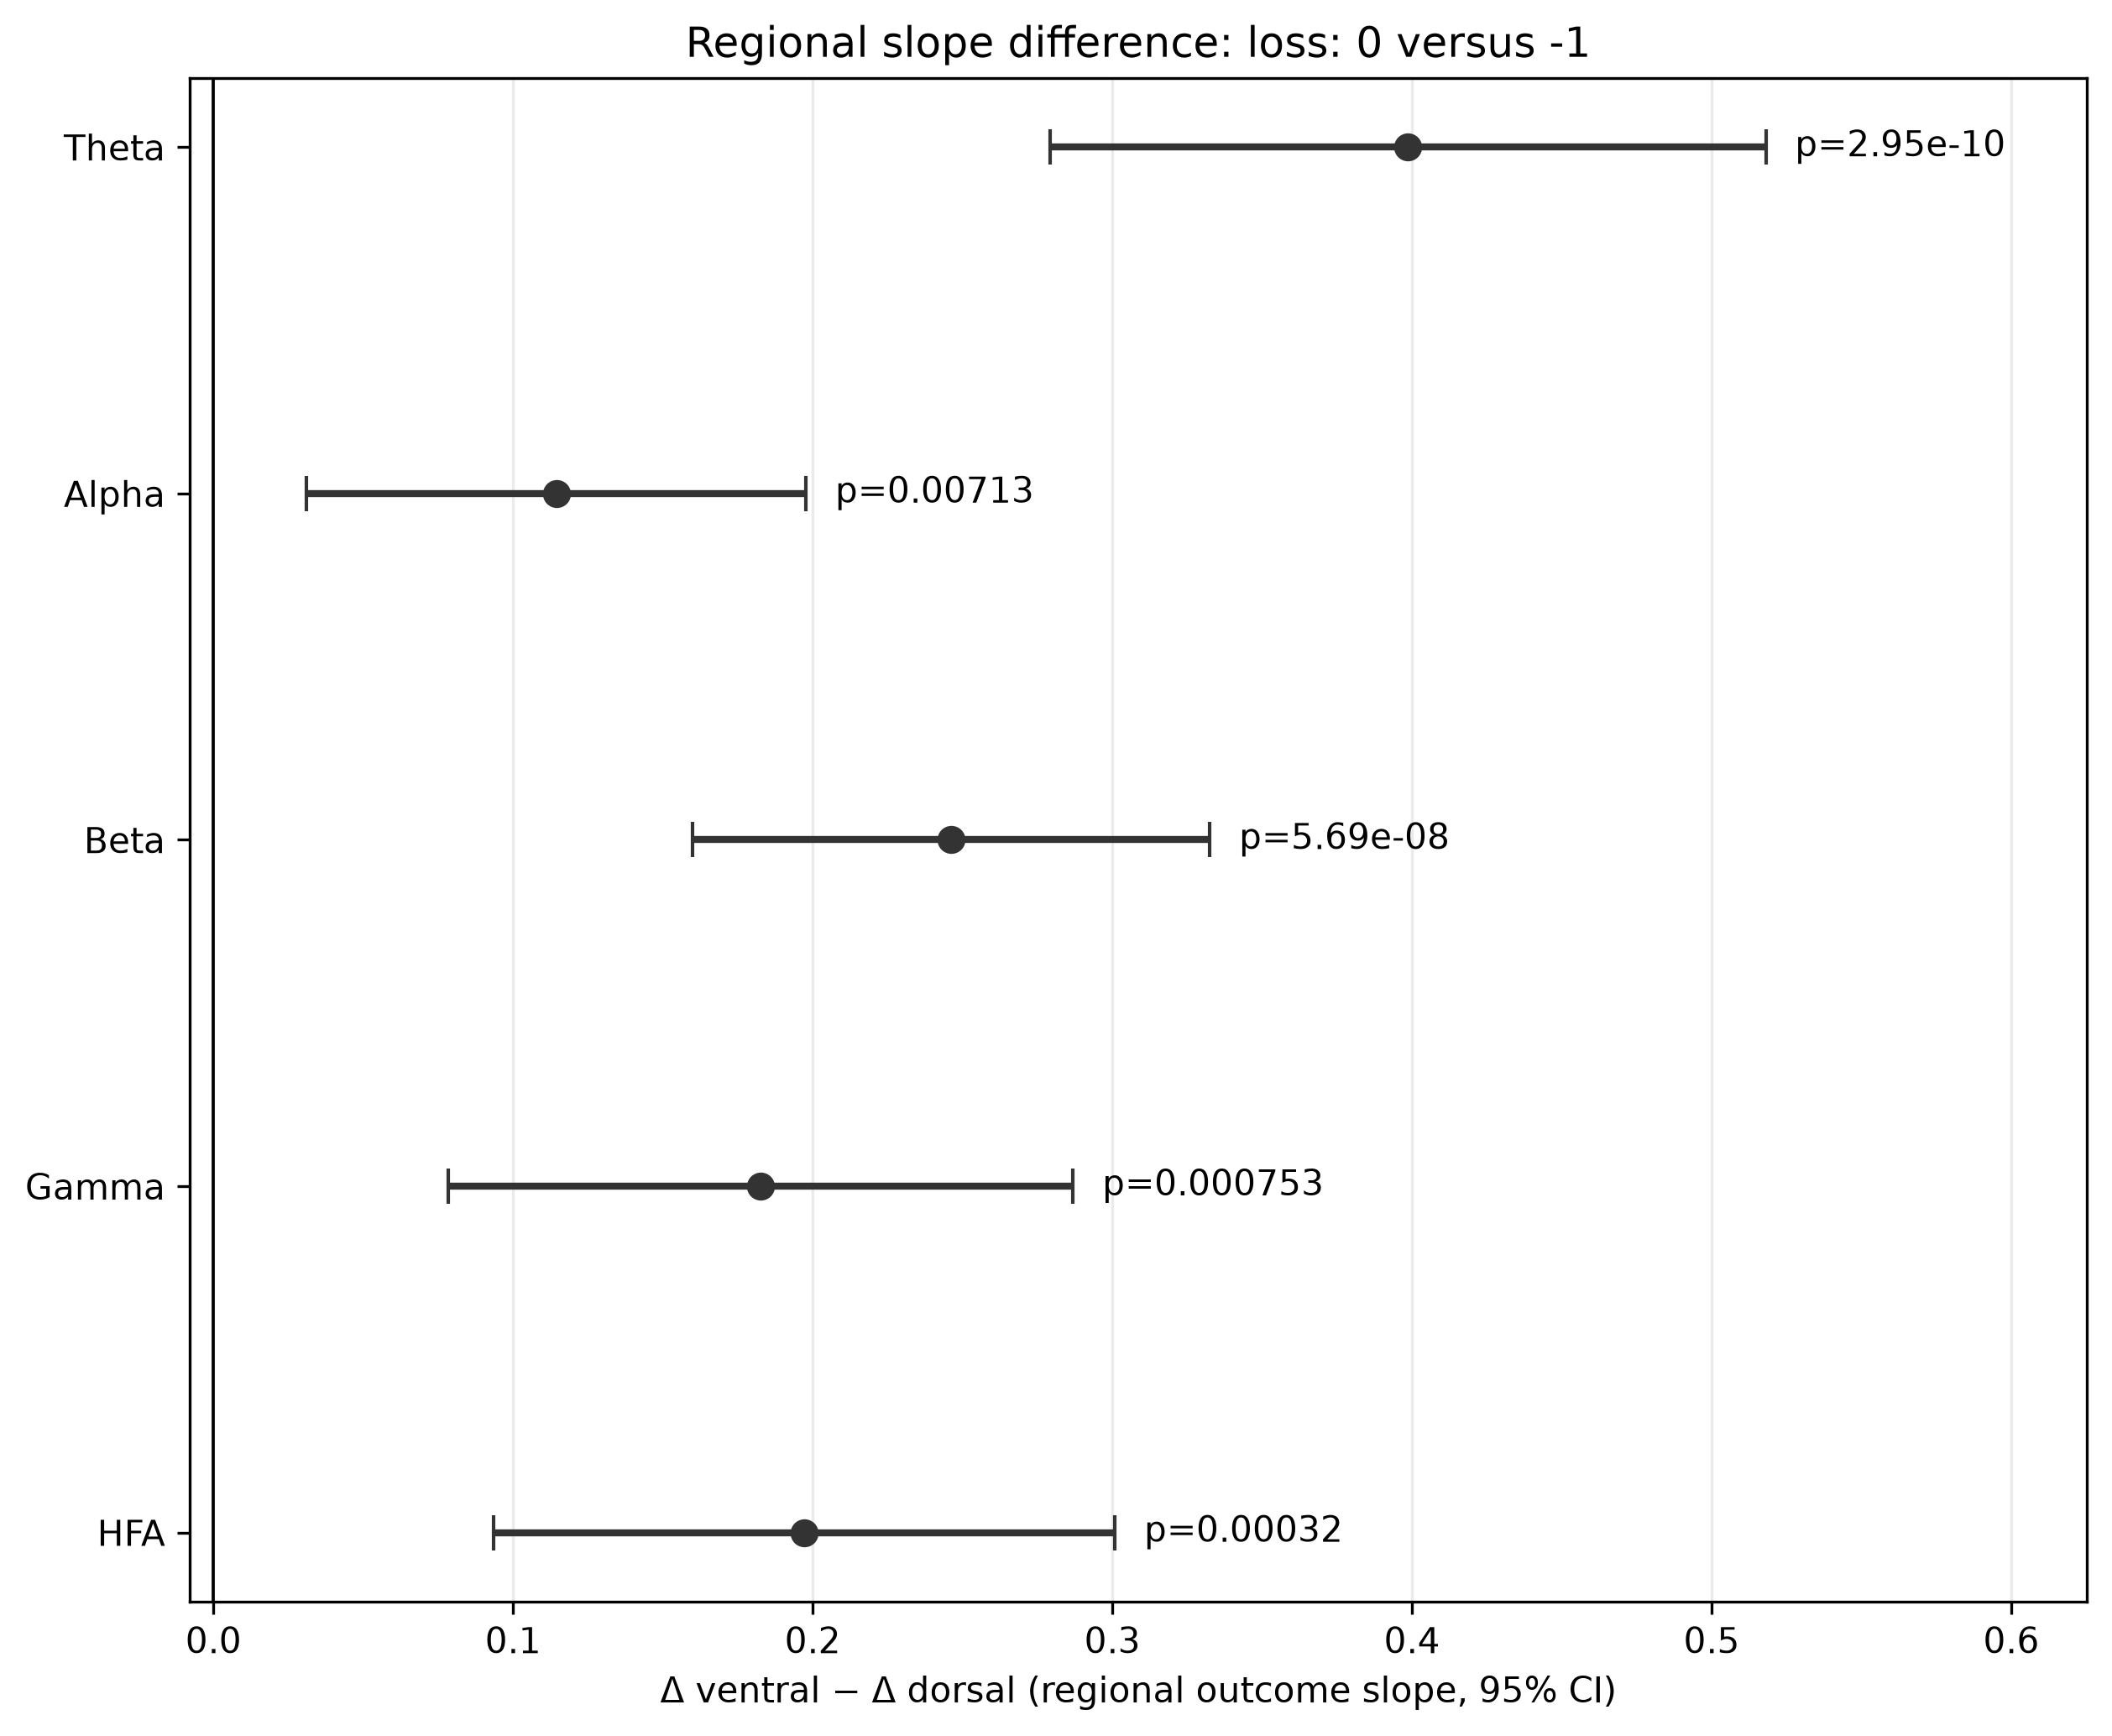 Regional slope difference: loss: 0 versus -1
Theta
p=2.95e-10
Alpha
p=0.00713
Beta
p=5.69e-08
Gamma
p=0.000753
HFA
p=0.00032
0.0 0.1 0.2 0.3 0.4 0.5 0.6
Δ ventral − Δ dorsal (regional outcome slope, 95% CI)